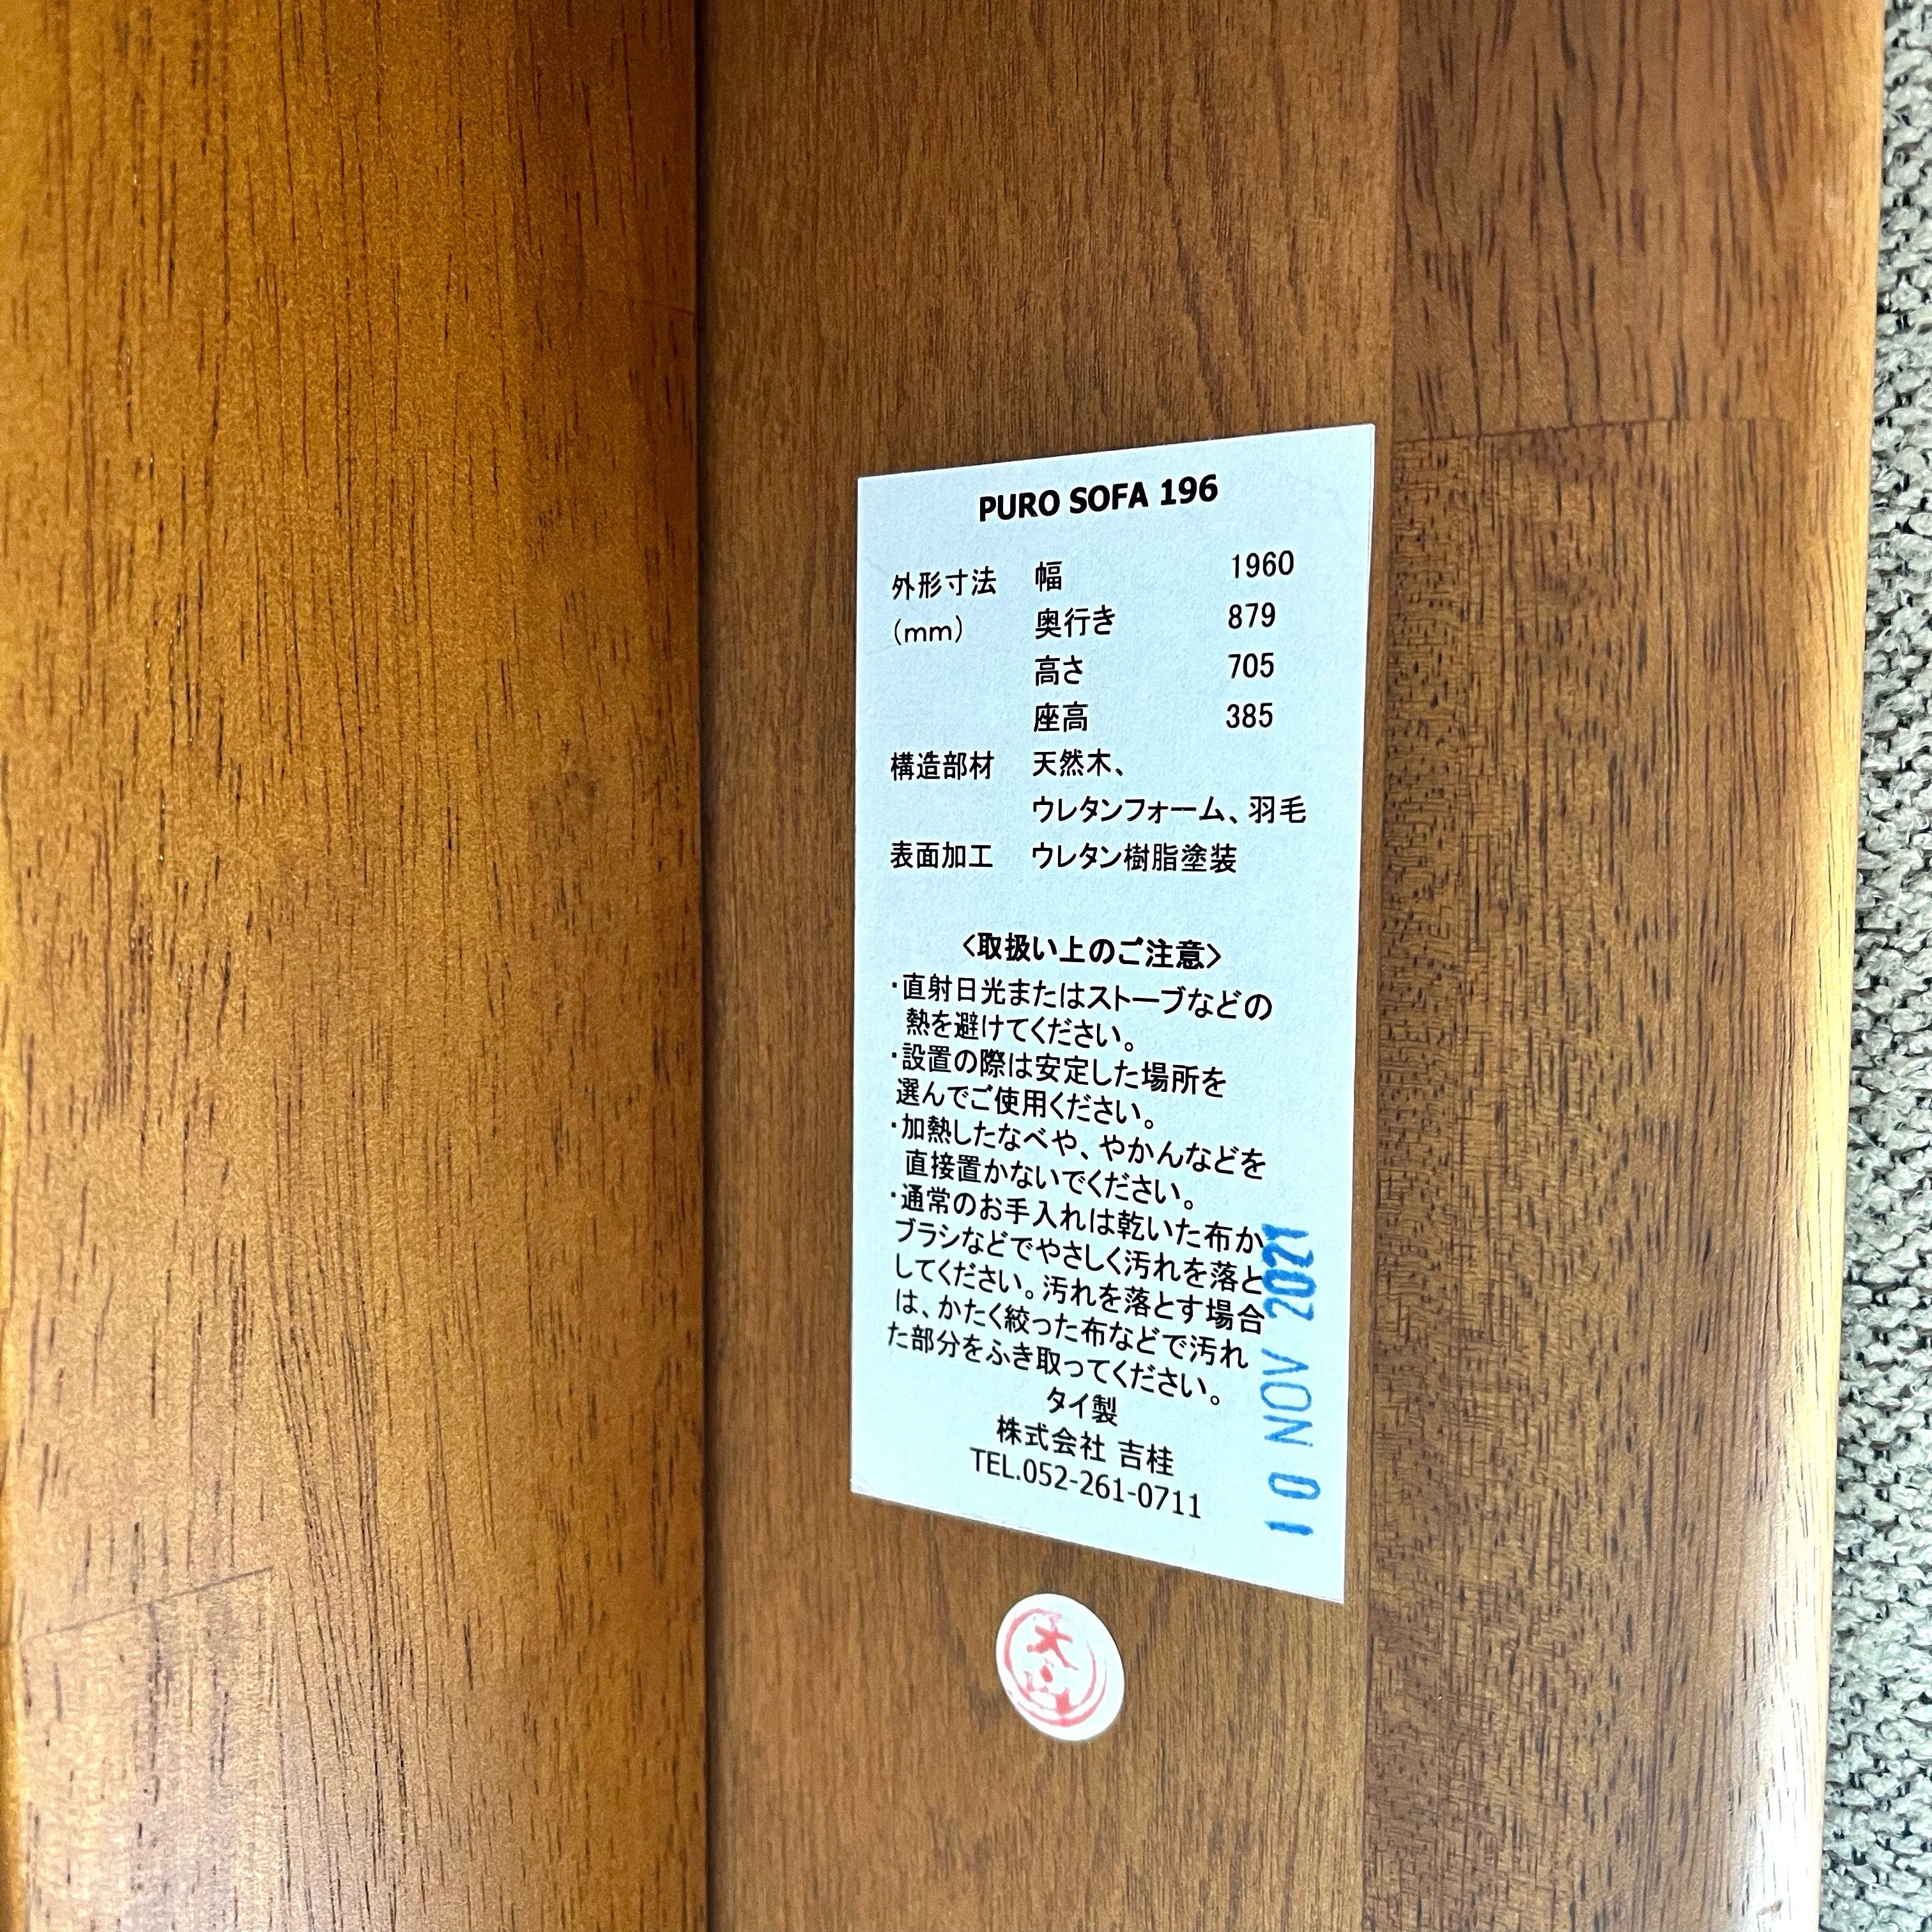 PURO SOFA 196
外形寸法 幅 1960
(mm) 奥行き 879
高さ 705
座高 385
構造部材 天然木、
ウレタンフォーム、羽毛
表面加工 ウレタン樹脂塗装
<取扱い上のご注意>
・直射日光またはストーブなどの
熱を避けてください。
・設置の際は安定した場所を
選んでご使用ください。
・加熱したなべや、やかんなどを
直接置かないでください。
・通常のお手入れは乾いた布か
ブラシなどでやさしく汚れを落と
してください。汚れを落とす場合
は、かたく絞った布などで汚れ
た部分をふき取ってください。
タイ製
株式会社 吉桂
TEL.052-261-0711
1 0 NOV 2021